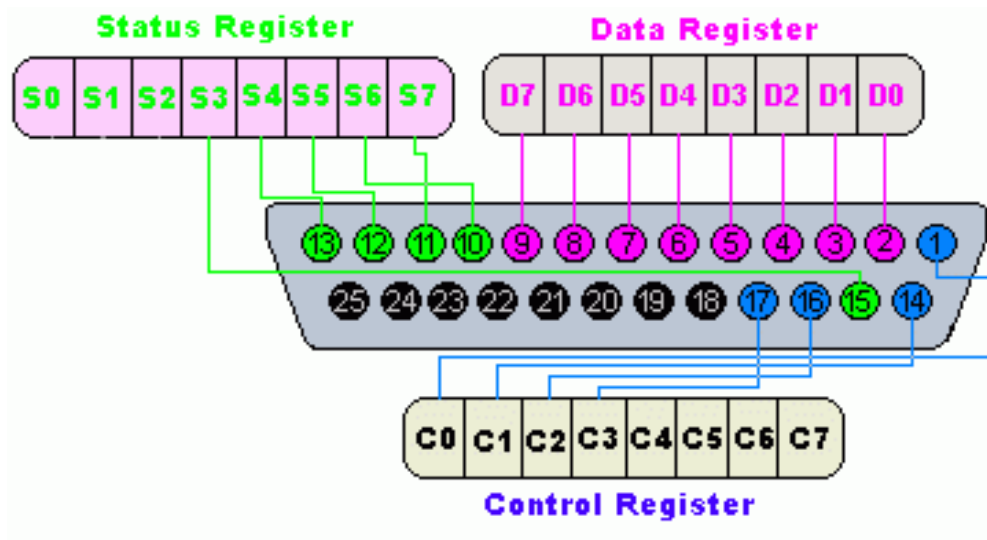 Status Register
Data Register
S0 S1 S2 S3 S4 S5 S6 S7
D7 D6 D5 D4 D3 D2 D1 D0
13 12 11 10 9 8 7 6 5 4 3 2 1
25 24 23 22 21 20 19 18 17 16 15 14
C0 C1 C2 C3 C4 C5 C6 C7
Control Register